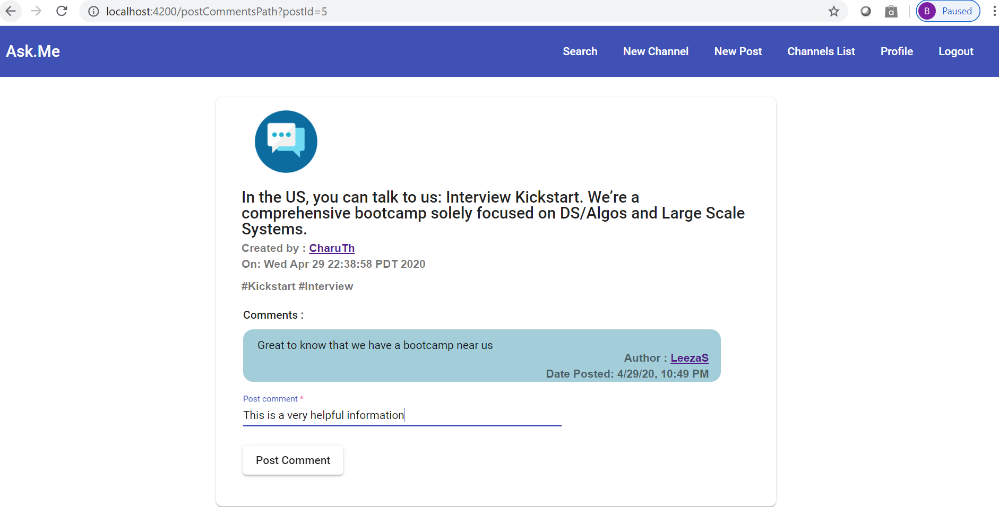 localhost:4200/postCommentsPath?postId=5
B Paused
Ask.Me
Search New Channel New Post Channels List Profile Logout
In the US, you can talk to us: Interview Kickstart. We’re a
comprehensive bootcamp solely focused on DS/Algos and Large Scale
Systems.
Created by : CharuTh
On: Wed Apr 29 22:38:58 PDT 2020
#Kickstart #Interview
Comments :
Great to know that we have a bootcamp near us
Author : LeezaS
Date Posted: 4/29/20, 10:49 PM
Post comment *
This is a very helpful information
Post Comment